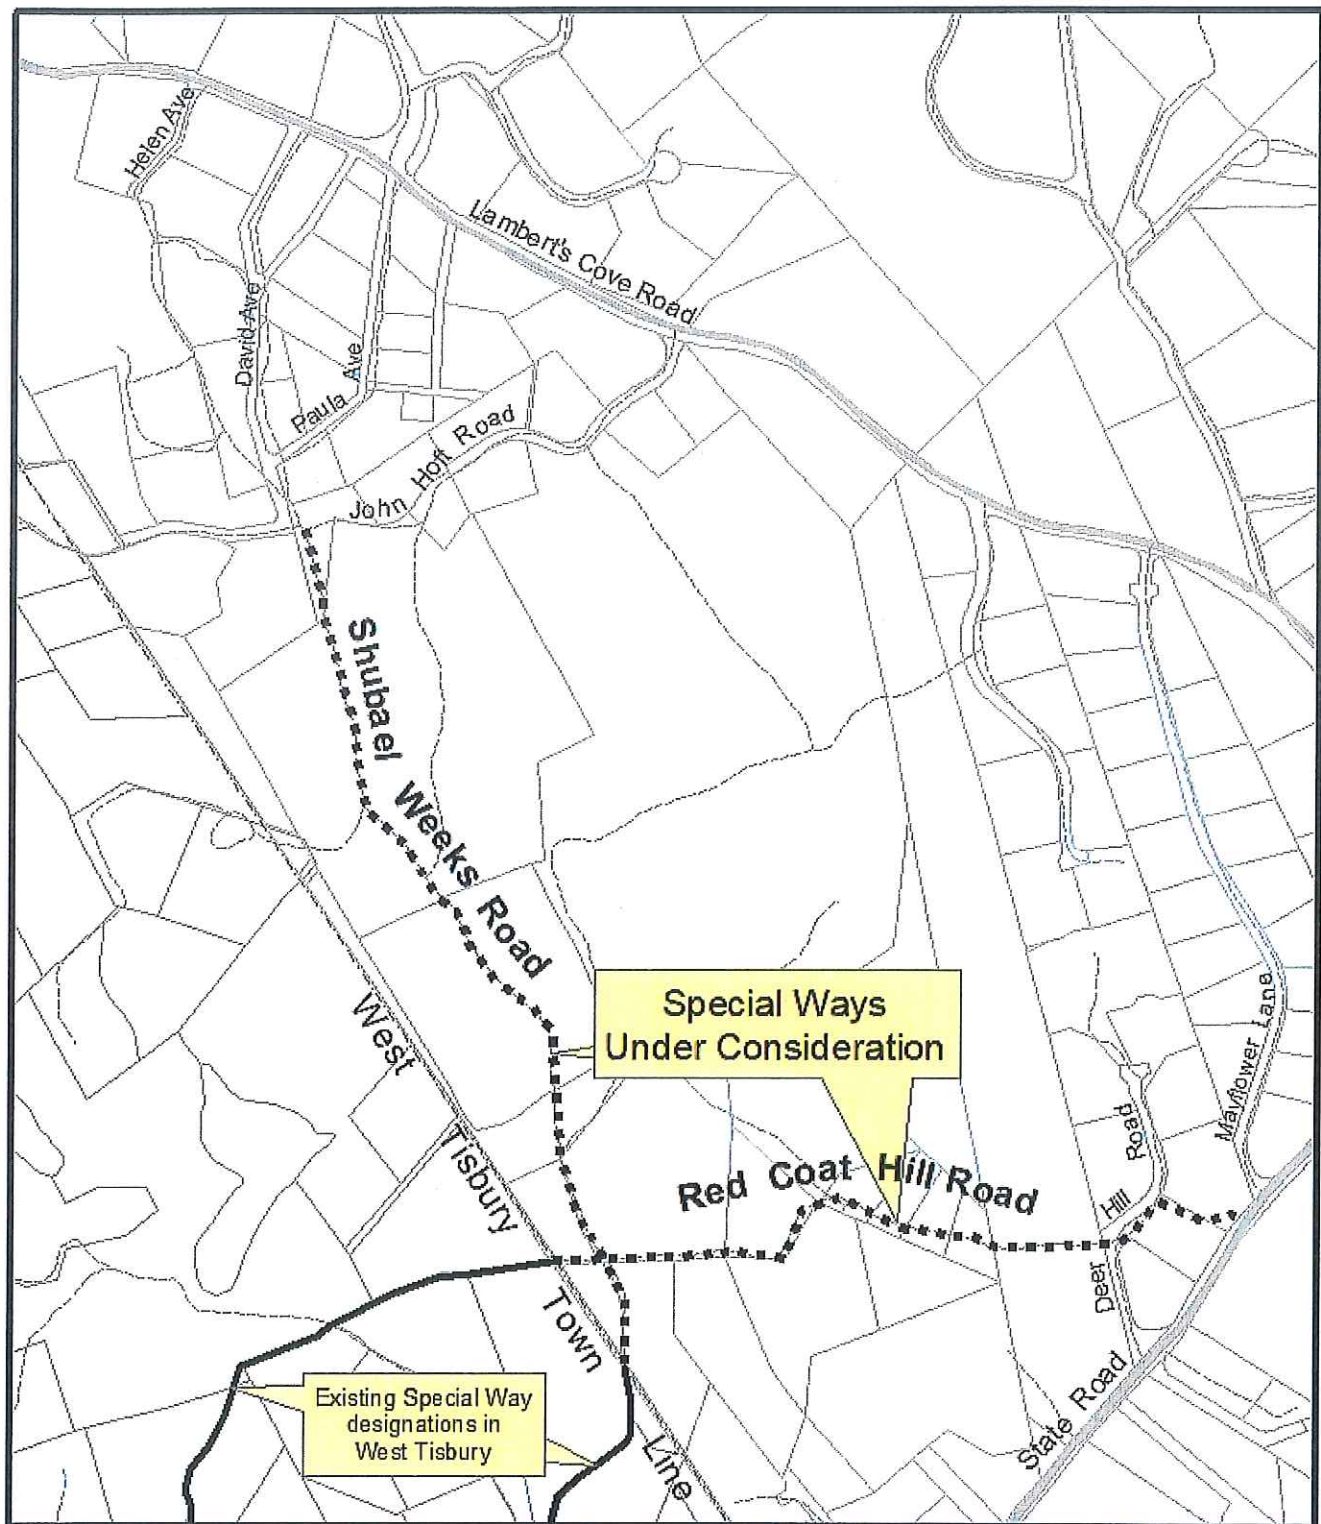 Helen Ave
Lambert's Cove Road
David Ave
Paula Ave
John Hoft Road
Shubael Weeks Road
Special Ways
Under Consideration
West Tisbury Town Line
Red Coat Hill Road
Mayflower Lane
Deer Hill Road
State Road
Existing Special Way
designations in
West Tisbury